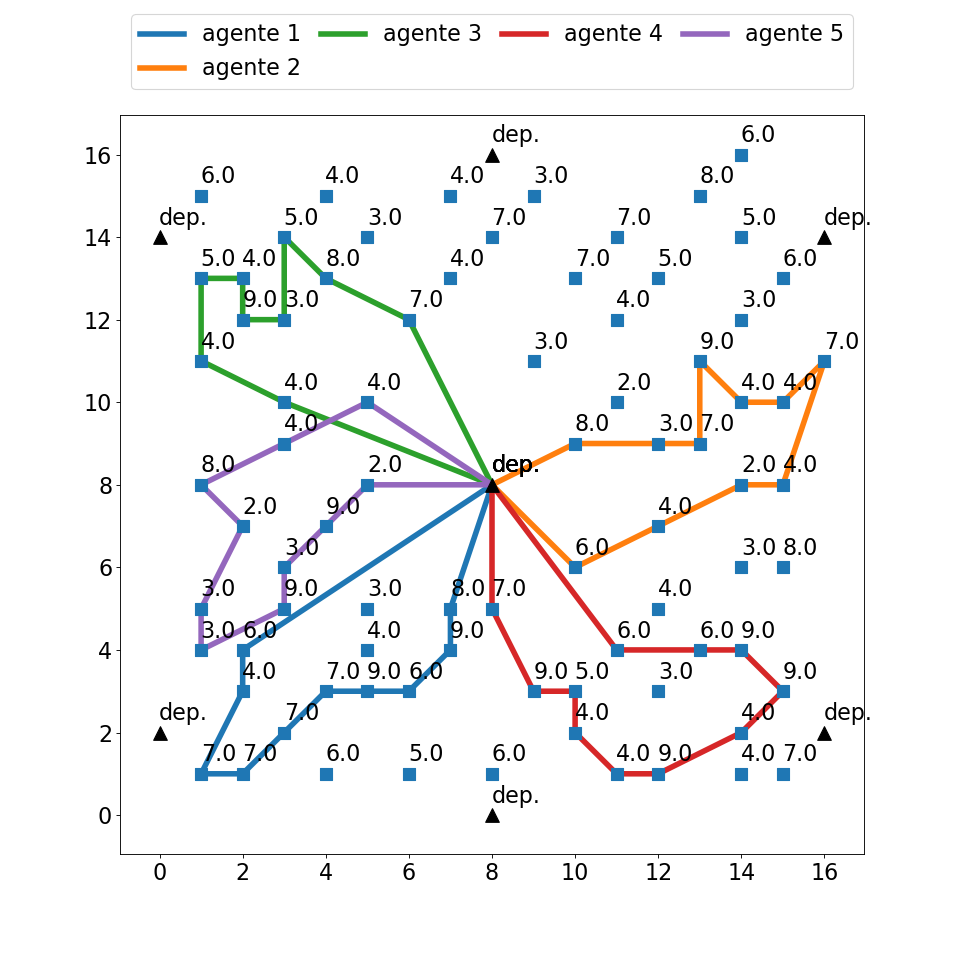 agente 1 agente 3 agente 4 agente 5
agente 2
6.0
dep.
16
6.0 4.0 4.0 3.0 8.0
dep. 5.0 3.0 7.0 7.0 5.0 dep.
14
5.0 4.0 8.0 4.0 7.0 5.0 6.0
9.0 3.0 7.0 4.0 3.0
12
4.0 3.0 9.0 7.0
4.0 4.0 2.0 4.0 4.0
10
4.0 8.0 3.0 7.0
8.0 2.0 dep. 2.0 4.0
8
2.0 9.0 4.0
3.0 6.0 3.0 8.0
6
3.0 9.0 3.0 8.0 7.0 4.0
3.0 6.0 4.0 9.0 6.0 6.0 9.0
4
4.0 7.0 9.0 6.0 9.0 5.0 3.0 9.0
dep. 7.0 4.0 4.0 dep.
2
7.0 7.0 6.0 5.0 6.0 4.0 9.0 4.0 7.0
dep.
0
0 2 4 6 8 10 12 14 16